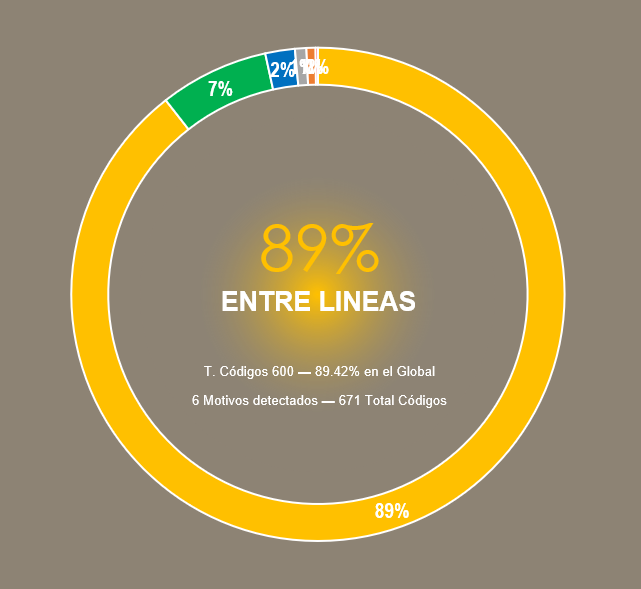 7%
2%
89%
ENTRE LINEAS
T. Códigos 600 — 89.42% en el Global
6 Motivos detectados — 671 Total Códigos
89%